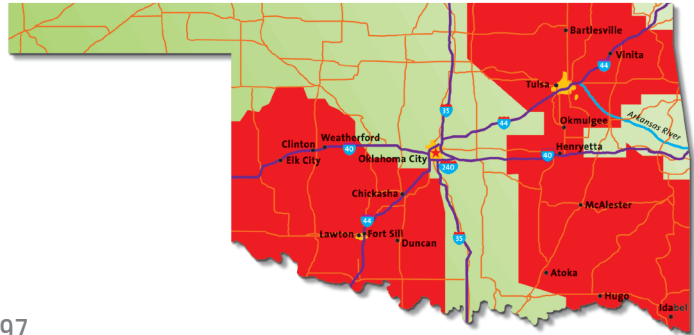 Bartlesville
Vinita
44
Tulsa
35
44
Arkansas River
Okmulgee
Weatherford
Clinton
40
Elk City
Oklahoma City
240
40
Henryetta
Chickasha
McAlester
44
Lawton
Fort Sill
35
Duncan
Atoka
Hugo
Idabel
97